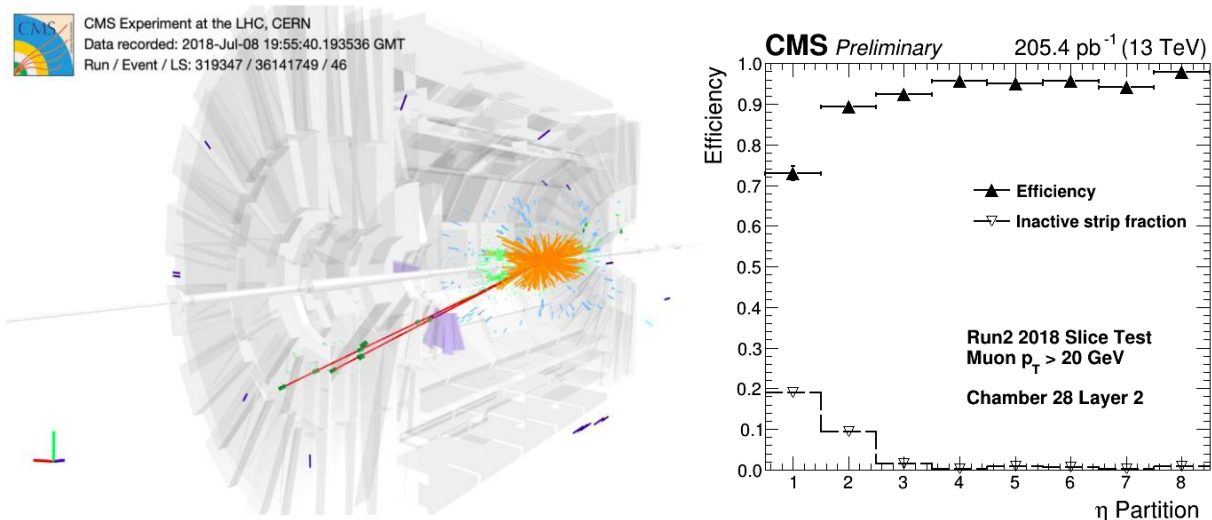 CMS
CMS Experiment at the LHC, CERN
Data recorded: 2018-Jul-08 19:55:40.193536 GMT
Run / Event / LS: 319347 / 36141749 / 46
CMS Preliminary 205.4 pb⁻¹ (13 TeV)
Efficiency
1.0
0.9
0.8
0.7
0.6
0.5
0.4
0.3
0.2
0.1
0.0
Efficiency
Inactive strip fraction
Run2 2018 Slice Test
Muon p_T > 20 GeV
Chamber 28 Layer 2
1 2 3 4 5 6 7 8
η Partition